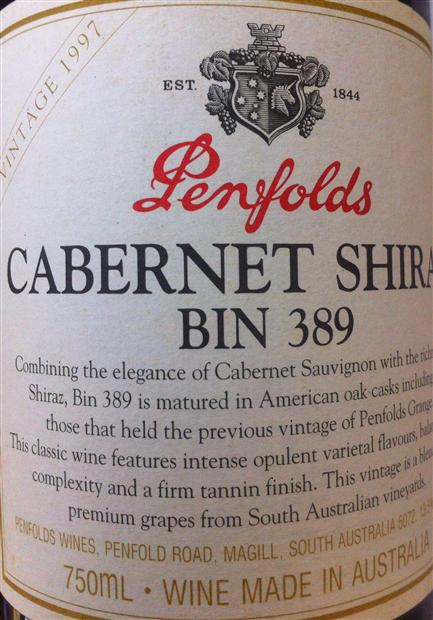 VINTAGE 1997
EST. 1844
Penfolds
CABERNET SHIRA
BIN 389
Combining the elegance of Cabernet Sauvignon with the rich
Shiraz, Bin 389 is matured in American oak casks including
those that held the previous vintage of Penfolds Grange.
This classic wine features intense opulent varietal flavours,
complexity and a firm tannin finish. This vintage is a blend
premium grapes from South Australian vineyards.
PENFOLDS WINES, PENFOLD ROAD, MAGILL, SOUTH AUSTRALIA 5072.
750mL • WINE MADE IN AUSTRALIA